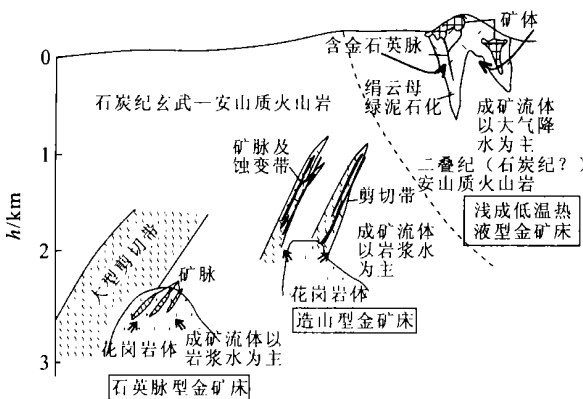 矿体
含金石英脉
0
绢云母
绿泥石化
成矿流体
以大气降
水为主
石炭纪玄武—安山质火山岩
矿脉及
蚀变带
1
二叠纪(石炭纪?)
安山质火山岩
剪切带
浅成低温热
液型金矿床
h/km
成矿流体
以岩浆水
为主
2
大型剪切带
矿脉
花岗岩体
造山型金矿床
成矿流体以
岩浆水为主
花岗岩体
3
石英脉型金矿床